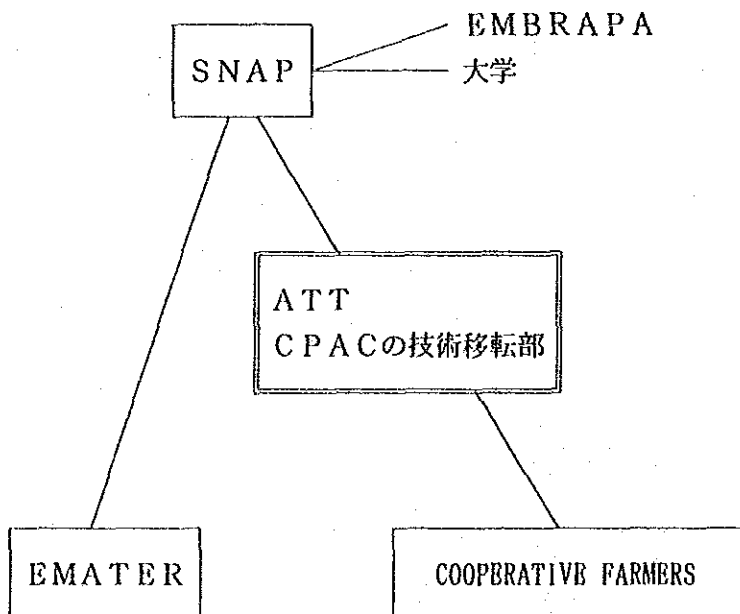 EMBRAPA
SNAP
大学
ATT
CPACの技術移転部
EMATER
COOPERATIVE FARMERS